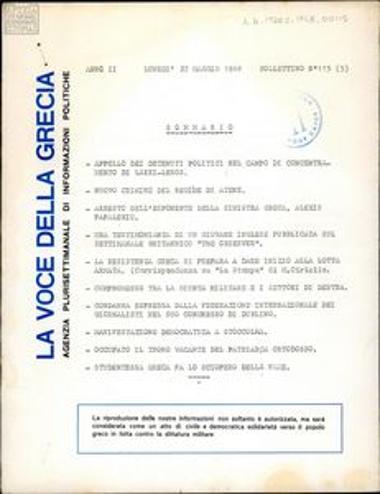 LA VOCE DELLA GRECIA
AGENZIA PLURISETTIMANALE DI INFORMAZIONI POLITICHE
ANNO II LUNEDI' 27 MAGGIO 1968 BOLLETTINO N°115 (5)
SOMMARIO
- APPELLO DEI DETENUTI POLITICI NEL CAMPO DI CONCENTRA-
MENTO DI LAKKI-LEROS.
- NUOVO CRIMINE DEL REGIME DI ATENE.
- ARRESTO DELL'ESPONENTE DELLA SINISTRA GRECA, ALEXIS
- UNA TESTIMONIANZA DI UN GIOVANE INGLESE PUBBLICATA SUL
SETTIMANALE BRITANNICO "THE OBSERVER".
- LA RESISTENZA GRECA SI PREPARA A DARE INIZIO ALLA LOTTA
ARMATA. (Corrispondenza su "La Stampa" di M.Ciriello.
- COMPROMESSO TRA LA GIUNTA MILITARE E I SETTORI DI DESTRA.
- CONDANNA ESPRESSA DALLA FEDERAZIONE INTERNAZIONALE DEI
GIORNALISTI NEL SUO CONGRESSO DI DUBLINO.
- MANIFESTAZIONE DEMOCRATICA A STOCCOLMA.
- OCCUPATO IL TRONO VACANTE DEL PATRIARCA ORTODOSSO.
- STUDENTESSA GRECA FA LO SCIOPERO DELLA FAME.
La riproduzione delle nostre informazioni non soltanto è autorizzata, ma sarà
considerata come un atto di civile e democratica solidarietà verso il popolo
greco in lotta contro la dittatura militare